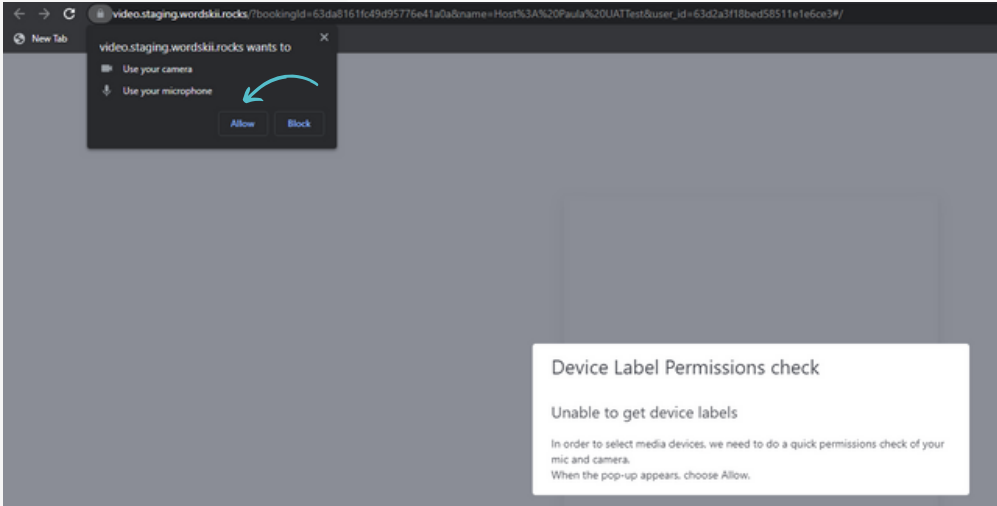 video.staging.wordskii.rocks/?bookingId=63da8161fc49d95776e41a0a&name=Host%3A%20Paula%20UATTest&user_id=63d2a3f18bed58511e1e6ce3#/
New Tab
video.staging.wordskii.rocks wants to
Use your camera
Use your microphone
Allow Block
Device Label Permissions check
Unable to get device labels
In order to select media devices, we need to do a quick permissions check of your
mic and camera.
When the pop-up appears, choose Allow.